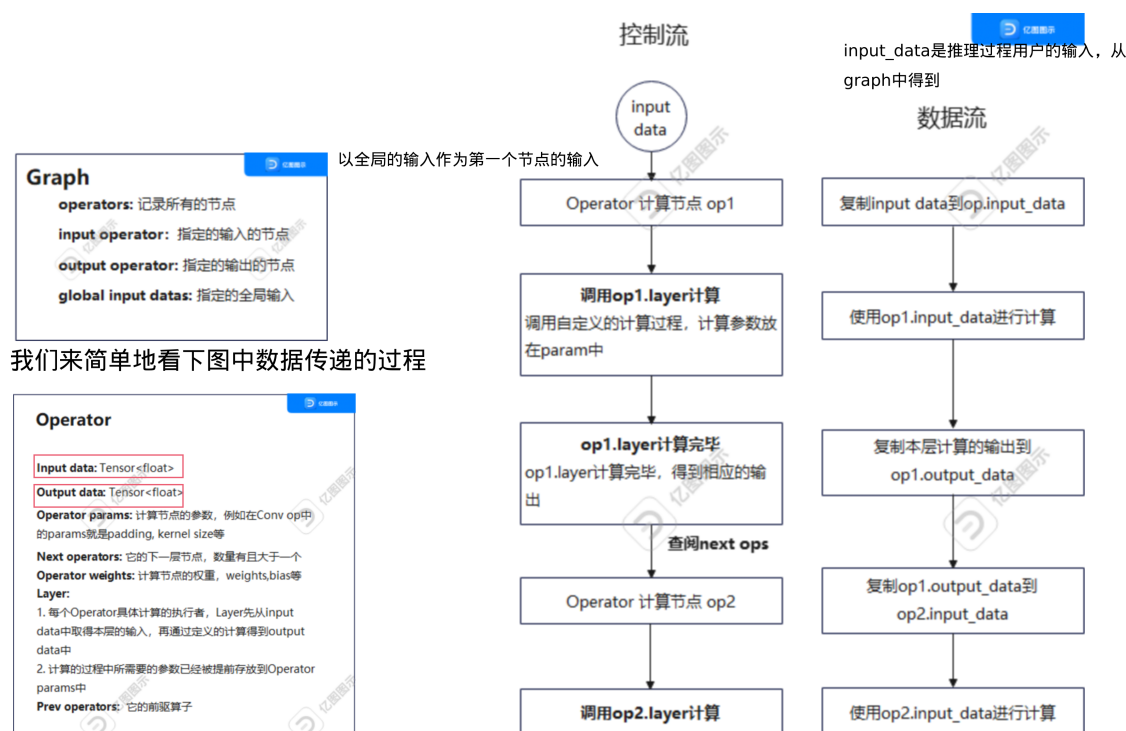 控制流
亿图图示
input_data是推理过程用户的输入，从
graph中得到
数据流
input
data
以全局的输入作为第一个节点的输入
亿图图示
Graph
operators: 记录所有的节点
input operator：指定的输入的节点
output operator: 指定的输出的节点
global input datas: 指定的全局输入
我们来简单地看下图中数据传递的过程
亿图图示
Operator
Input data: Tensor<float>
Output data: Tensor<float>
Operator params: 计算节点的参数，例如在Conv op中
的params就是padding, kernel size等
Next operators: 它的下一层节点，数量有且大于一个
Operator weights: 计算节点的权重，weights,bias等
Layer:
1. 每个Operator具体计算的执行者，Layer先从input
data中取得本层的输入，再通过定义的计算得到output
data中
2. 计算的过程中所需要的参数已经被提前存放到Operator
params中
Prev operators: 它的前驱算子
Operator 计算节点 op1
调用op1.layer计算
调用自定义的计算过程，计算参数放
在param中
op1.layer计算完毕
op1.layer计算完毕，得到相应的输
出
查阅next ops
Operator 计算节点 op2
调用op2.layer计算
复制input data到op.input_data
使用op1.input_data进行计算
复制本层计算的输出到
op1.output_data
复制op1.output_data到
op2.input_data
使用op2.input_data进行计算